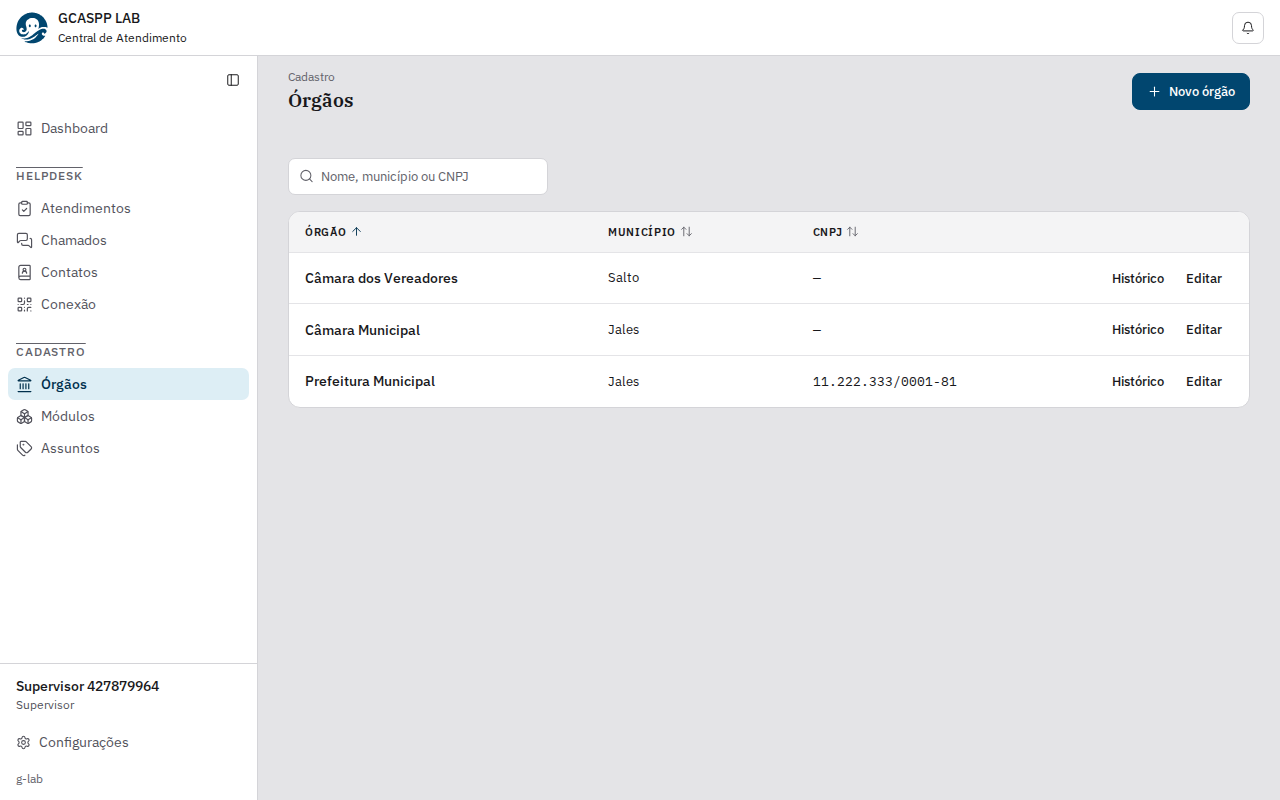 GCASPP LAB
Central de Atendimento
Dashboard
HELPDESK
Atendimentos
Chamados
Contatos
Conexão
CADASTRO
Órgãos
Módulos
Assuntos
Supervisor 427879964
Supervisor
Configurações
g-lab
Cadastro
Órgãos
Novo órgão
Nome, município ou CNPJ
ÓRGÃO MUNICÍPIO CNPJ
Câmara dos Vereadores Salto — Histórico Editar
Câmara Municipal Jales — Histórico Editar
Prefeitura Municipal Jales 11.222.333/0001-81 Histórico Editar